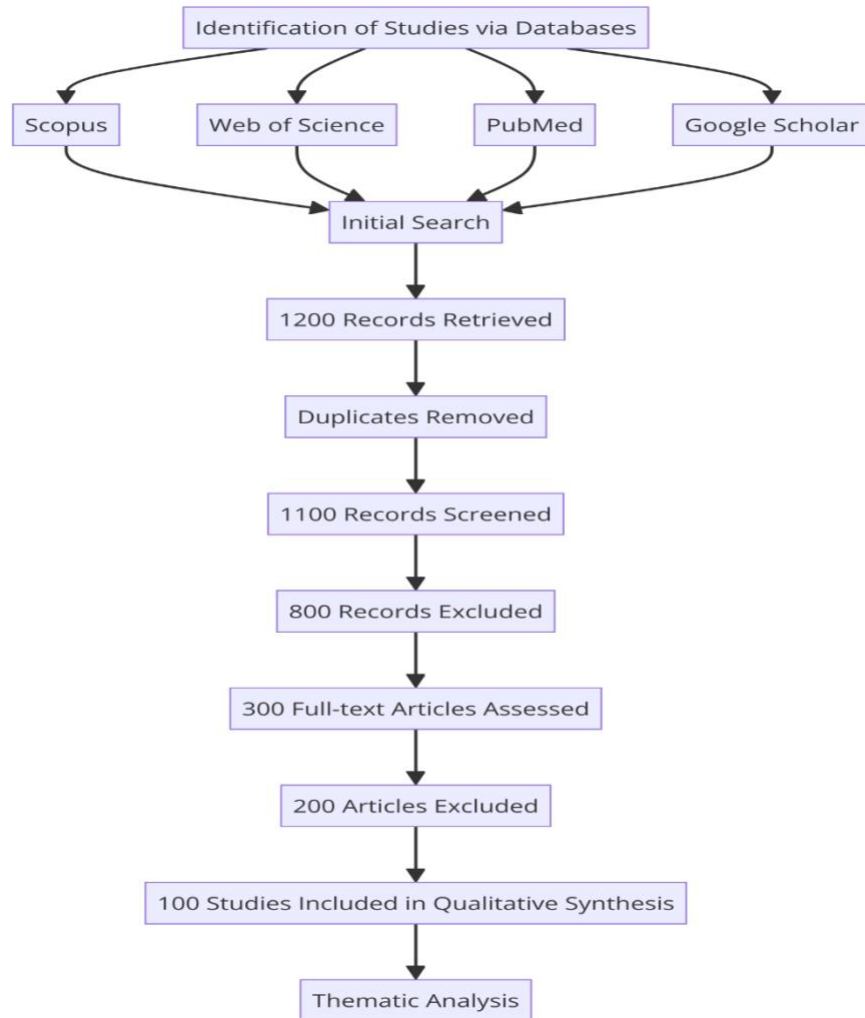 Identification of Studies via Databases
Scopus
Web of Science
PubMed
Google Scholar
Initial Search
1200 Records Retrieved
Duplicates Removed
1100 Records Screened
800 Records Excluded
300 Full-text Articles Assessed
200 Articles Excluded
100 Studies Included in Qualitative Synthesis
Thematic Analysis